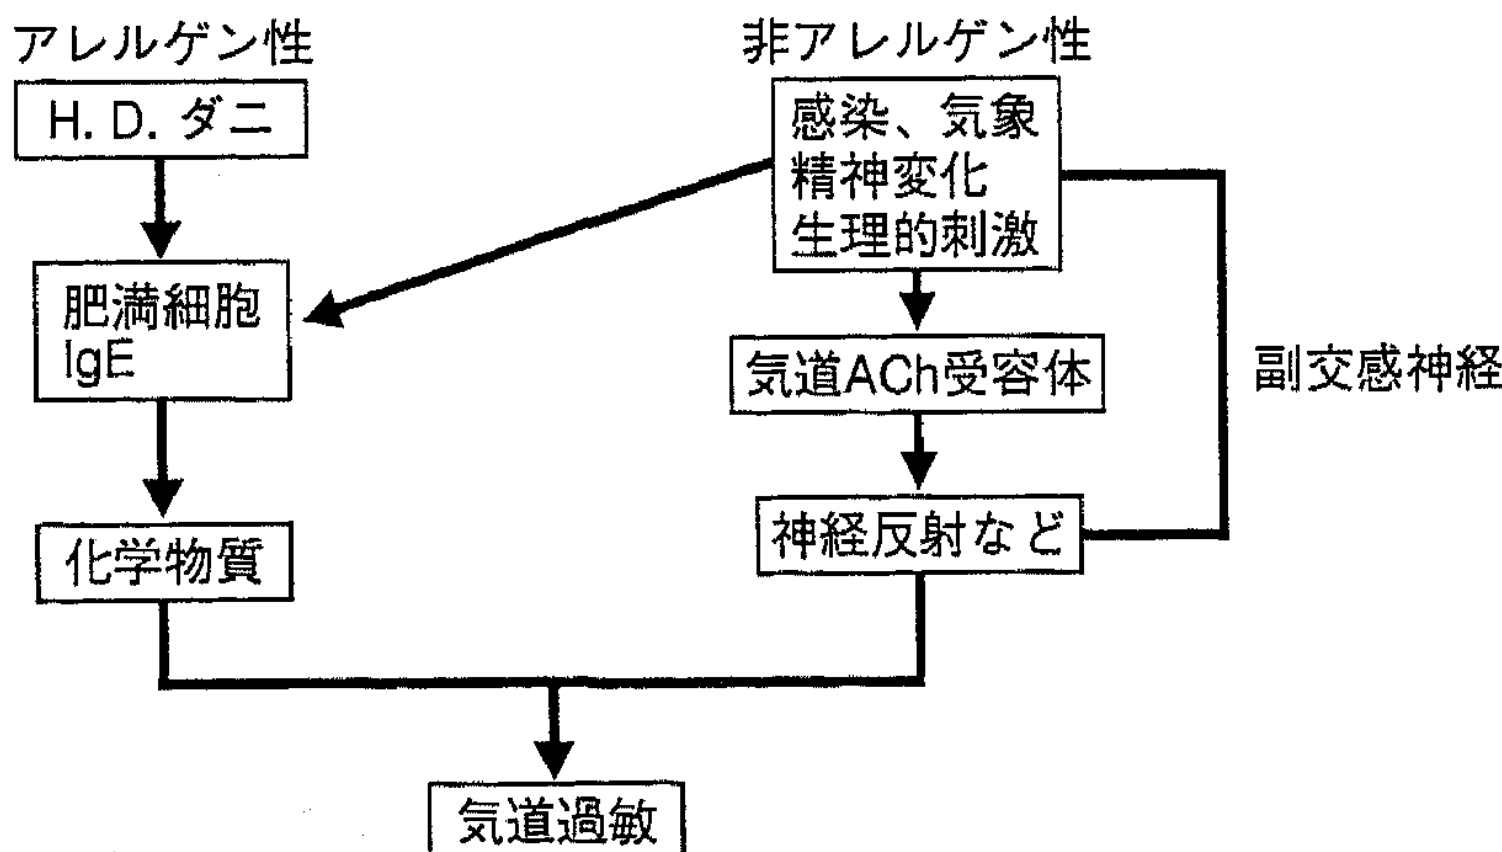 アレルゲン性
H. D. ダニ
肥満細胞
IgE
化学物質
非アレルゲン性
感染、気象
精神変化
生理的刺激
気道ACh受容体
神経反射など
副交感神経
気道過敏